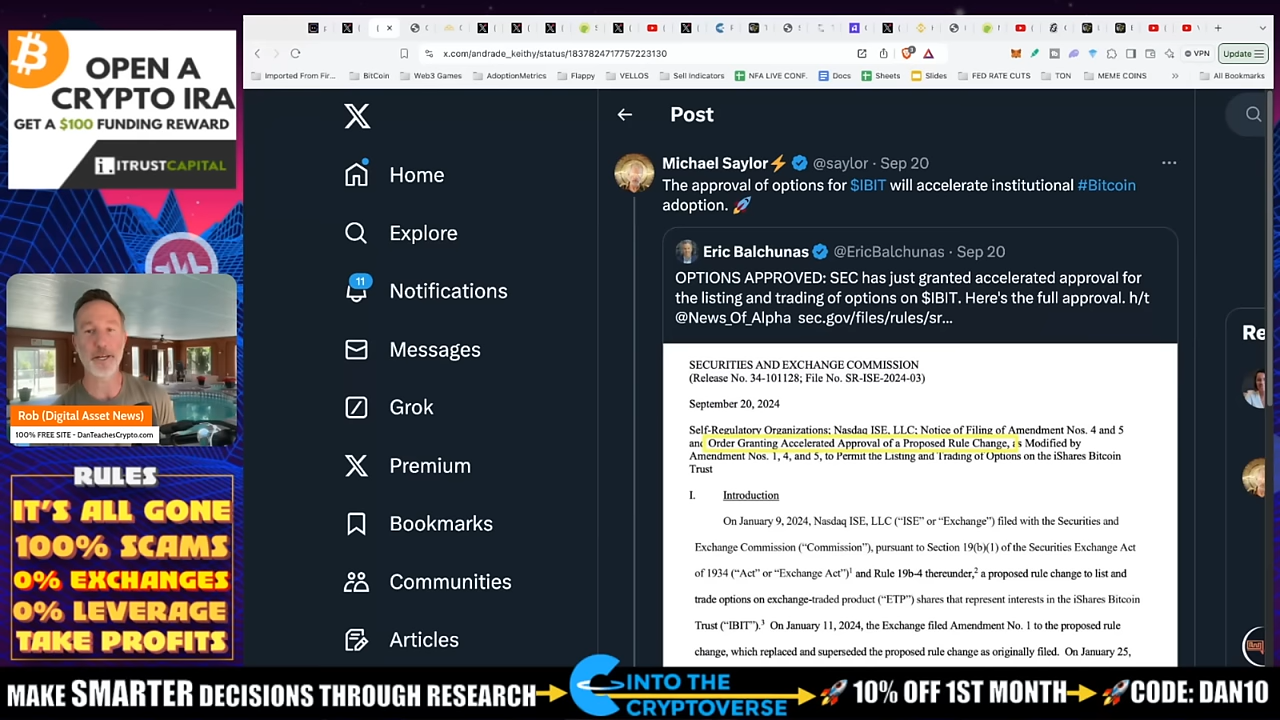 OPEN A
CRYPTO IRA
GET A $100 FUNDING REWARD
ITRUSTCAPITAL
Rob (Digital Asset News)
100% FREE SITE - DanTeachesCrypto.com
RULES
IT'S ALL GONE
100% SCAMS
0% EXCHANGES
0% LEVERAGE
TAKE PROFITS
x.com/andrade_keithy/status/1837824717757223130
VPN
Update
Imported From Fir...
BitCoin
Web3 Games
AdoptionMetrics
Flappy
VELLOS
Sell Indicators
NFA LIVE CONF.
Docs
Sheets
Slides
FED RATE CUTS
TON
MEME COINS
All Bookmarks
Home
Explore
11
Notifications
Messages
Grok
Premium
Bookmarks
Communities
Articles
Post
Michael Saylor⚡ @saylor · Sep 20
The approval of options for $IBIT will accelerate institutional #Bitcoin
adoption. 🚀
Eric Balchunas @EricBalchunas · Sep 20
OPTIONS APPROVED: SEC has just granted accelerated approval for
the listing and trading of options on $IBIT. Here's the full approval. h/t
@News_Of_Alpha sec.gov/files/rules/sr...
SECURITIES AND EXCHANGE COMMISSION
(Release No. 34-101128; File No. SR-ISE-2024-03)
September 20, 2024
Self-Regulatory Organizations; Nasdaq ISE, LLC; Notice of Filing of Amendment Nos. 4 and 5
and Order Granting Accelerated Approval of a Proposed Rule Change, as Modified by
Amendment Nos. 1, 4, and 5, to Permit the Listing and Trading of Options on the iShares Bitcoin
Trust
I. Introduction
On January 9, 2024, Nasdaq ISE, LLC ("ISE" or "Exchange") filed with the Securities and
Exchange Commission ("Commission"), pursuant to Section 19(b)(1) of the Securities Exchange Act
of 1934 ("Act" or "Exchange Act")1 and Rule 19b-4 thereunder,2 a proposed rule change to list and
trade options on exchange-traded product ("ETP") shares that represent interests in the iShares Bitcoin
Trust ("IBIT").3 On January 11, 2024, the Exchange filed Amendment No. 1 to the proposed rule
change, which replaced and superseded the proposed rule change as originally filed. On January 25,
Re
MAKE SMARTER DECISIONS THROUGH RESEARCH
INTO THE
CRYPTOVERSE
🚀 10% OFF 1ST MONTH
🚀CODE: DAN10